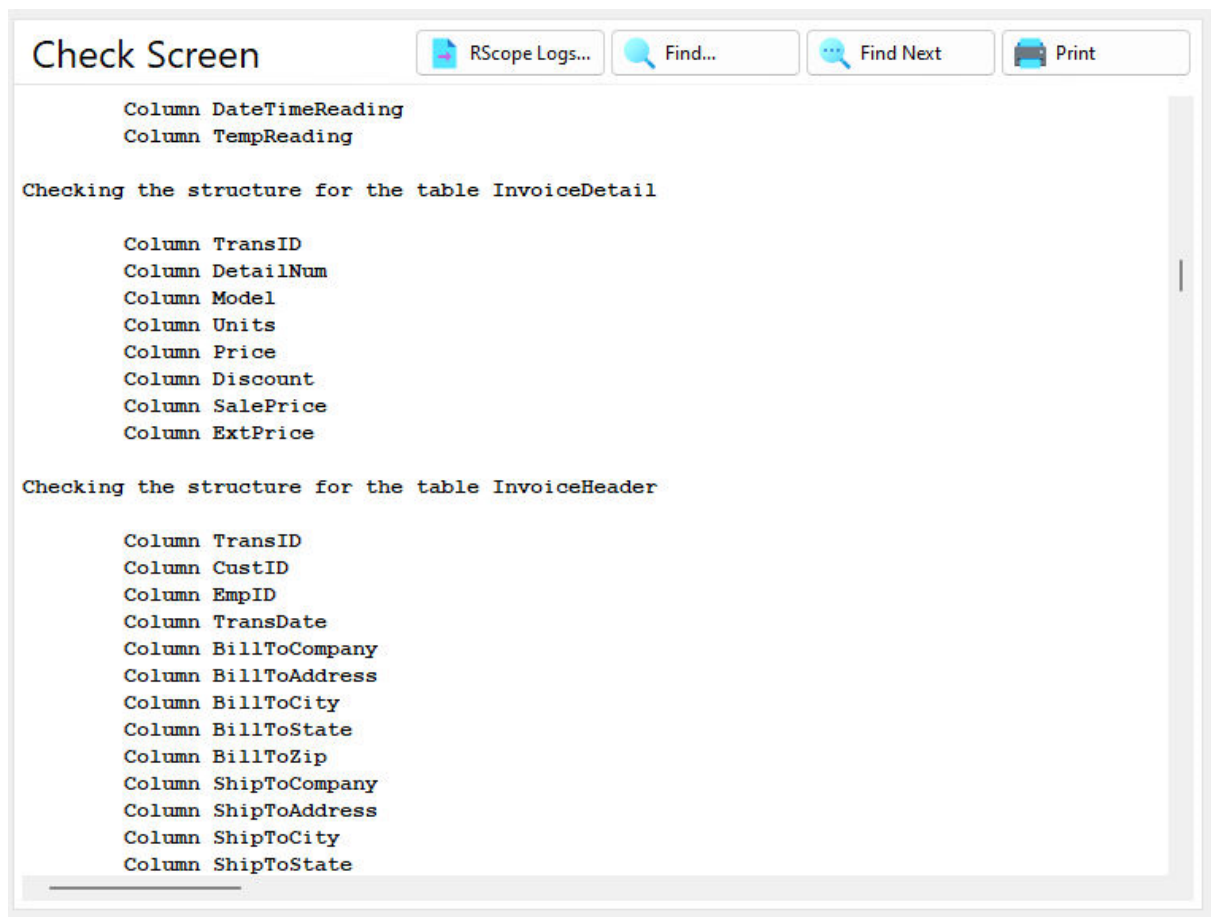 Check Screen
RScope Logs...
Find...
Find Next
Print
Column DateTimeReading
Column TempReading
Checking the structure for the table InvoiceDetail
Column TransID
Column DetailNum
Column Model
Column Units
Column Price
Column Discount
Column SalePrice
Column ExtPrice
Checking the structure for the table InvoiceHeader
Column TransID
Column CustID
Column EmpID
Column TransDate
Column BillToCompany
Column BillToAddress
Column BillToCity
Column BillToState
Column BillToZip
Column ShipToCompany
Column ShipToAddress
Column ShipToCity
Column ShipToState